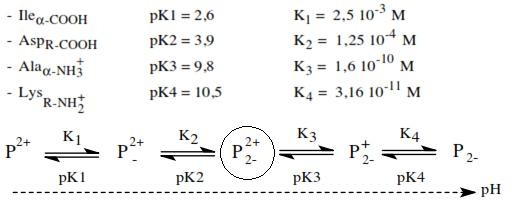 - Ileα-COOH pK1 = 2,6 K1 = 2,5 10-3 M
- AspR-COOH pK2 = 3,9 K2 = 1,25 10-4 M
- Alaα-NH3+ pK3 = 9,8 K3 = 1,6 10-10 M
- LysR-NH2+ pK4 = 10,5 K4 = 3,16 10-11 M
K1 K2 K3 K4
P2+ P2+- P2+2- P+2- P2-
pK1 pK2 pK3 pK4
pH